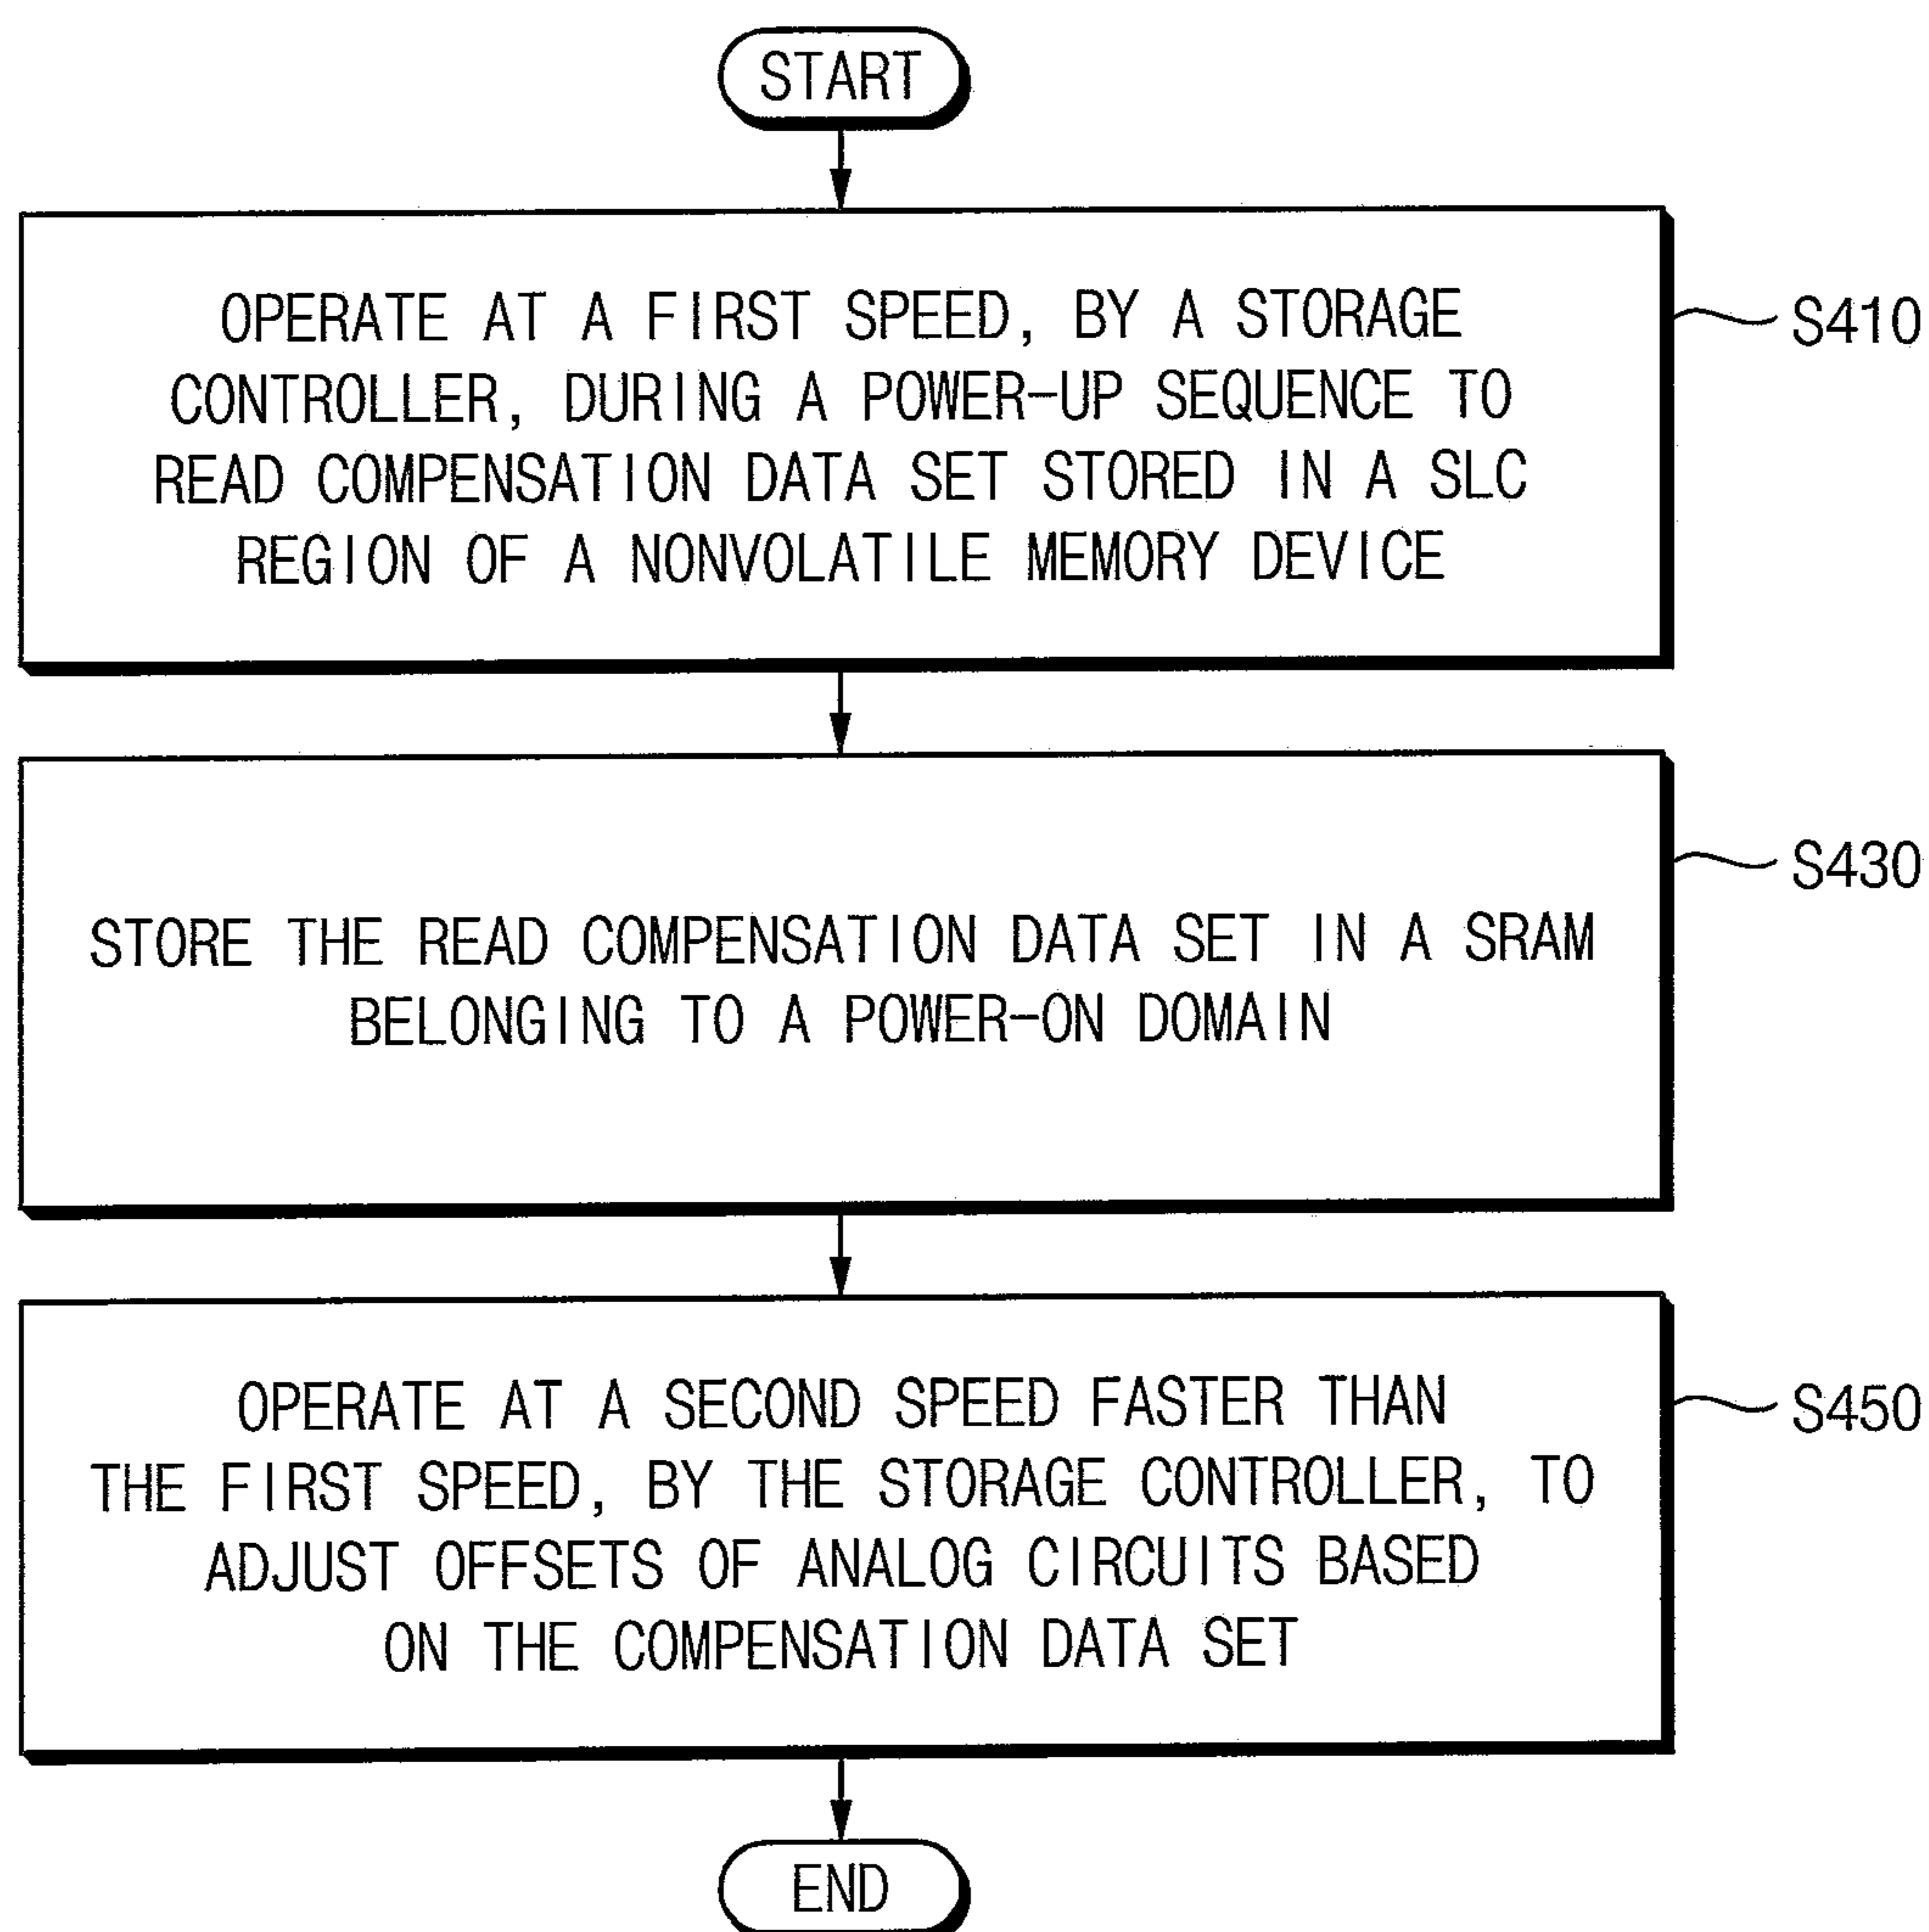 START
OPERATE AT A FIRST SPEED, BY A STORAGE
CONTROLLER, DURING A POWER-UP SEQUENCE TO
READ COMPENSATION DATA SET STORED IN A SLC
REGION OF A NONVOLATILE MEMORY DEVICE
S410
STORE THE READ COMPENSATION DATA SET IN A SRAM
BELONGING TO A POWER-ON DOMAIN
S430
OPERATE AT A SECOND SPEED FASTER THAN
THE FIRST SPEED, BY THE STORAGE CONTROLLER, TO
ADJUST OFFSETS OF ANALOG CIRCUITS BASED
ON THE COMPENSATION DATA SET
S450
END